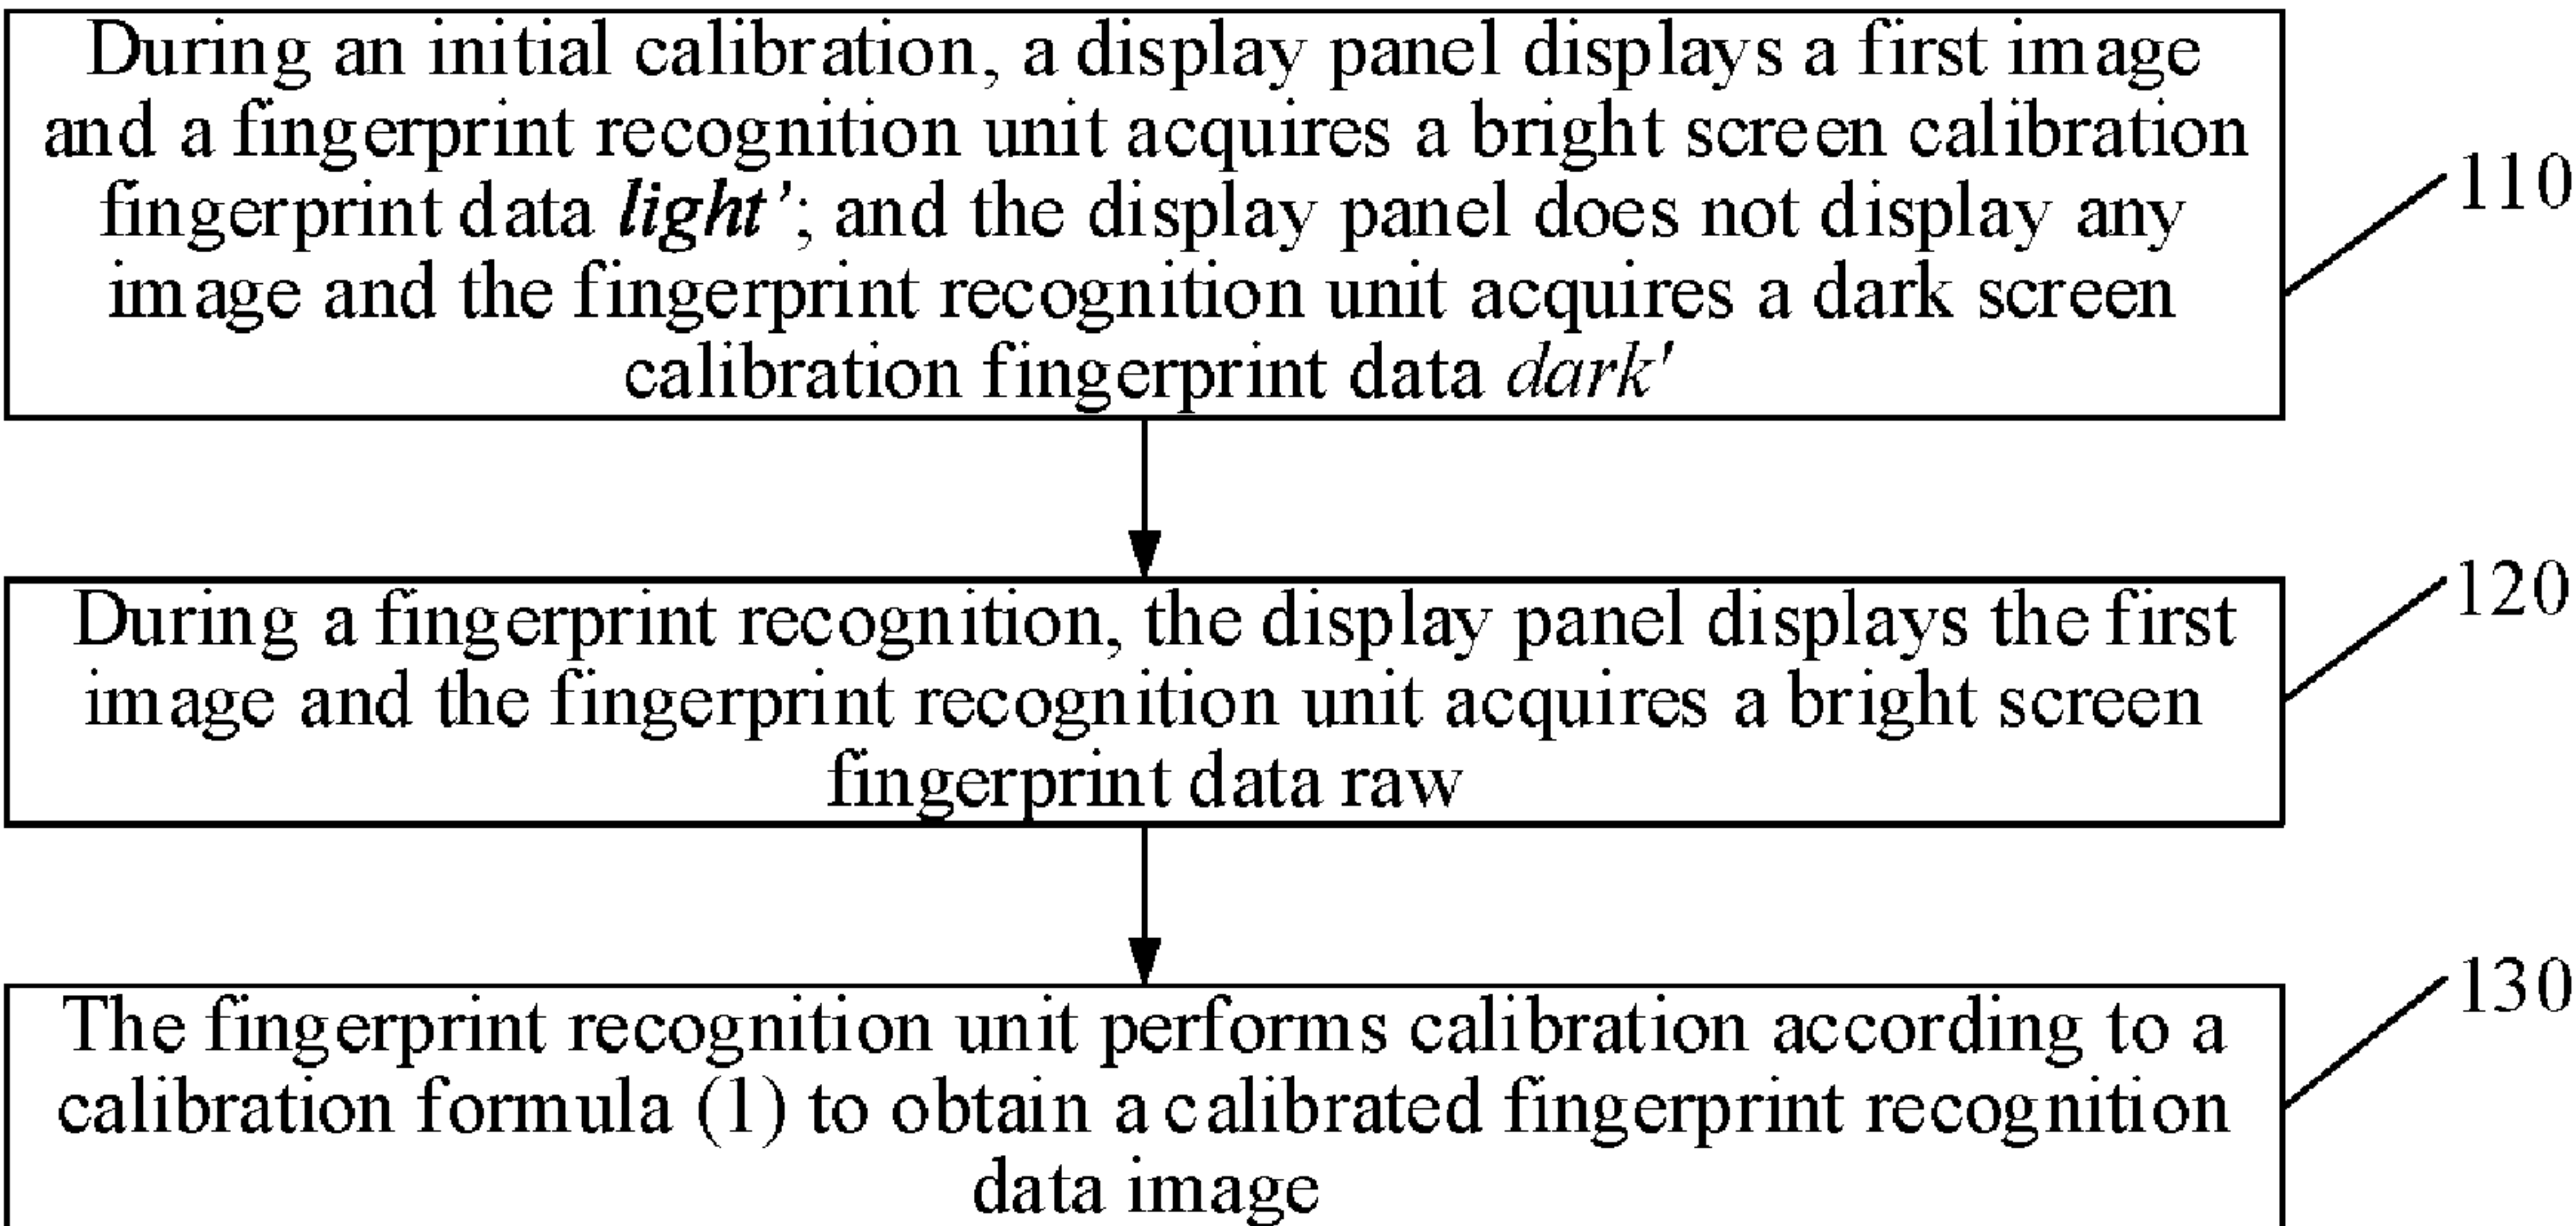 During an initial calibration, a display panel displays a first image
and a fingerprint recognition unit acquires a bright screen calibration
fingerprint data light'; and the display panel does not display any
image and the fingerprint recognition unit acquires a dark screen
calibration fingerprint data dark'
110
During a fingerprint recognition, the display panel displays the first
image and the fingerprint recognition unit acquires a bright screen
fingerprint data raw
120
The fingerprint recognition unit performs calibration according to a
calibration formula (1) to obtain a calibrated fingerprint recognition
data image
130